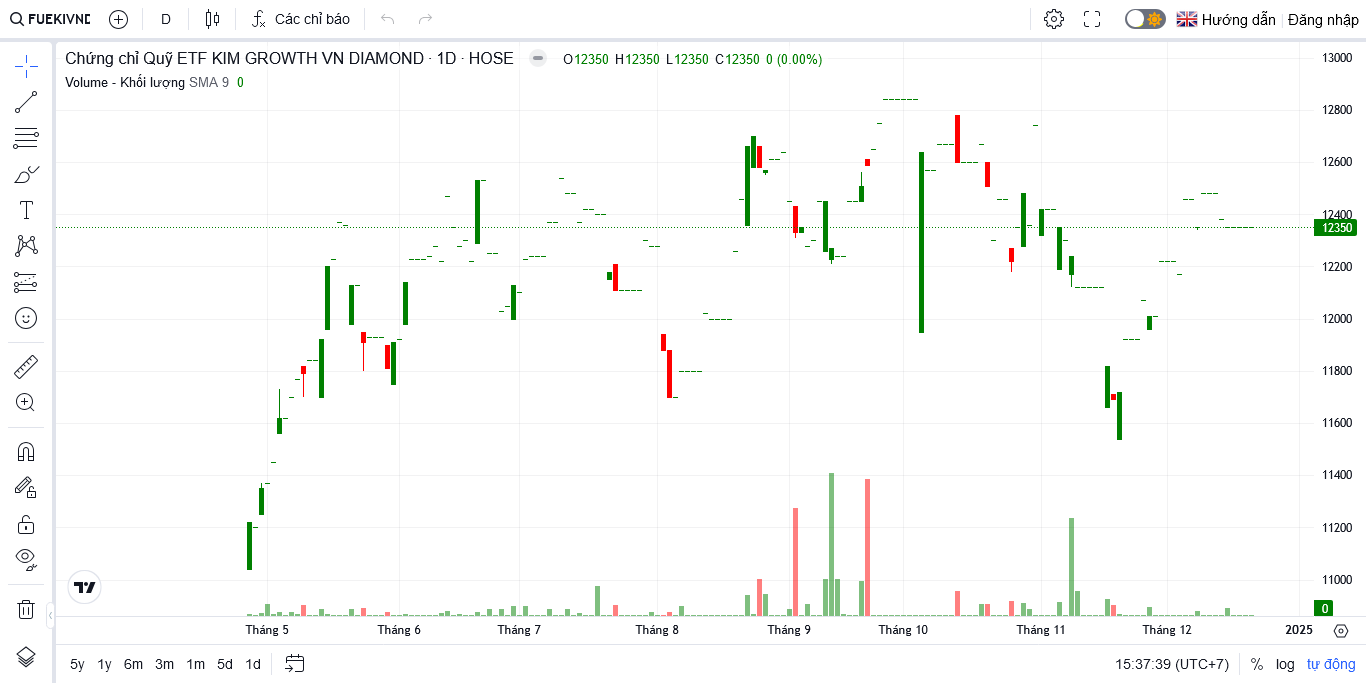 FUEKIVND D Các chỉ báo Hướng dẫn Đăng nhập
Chứng chỉ Quỹ ETF KIM GROWTH VN DIAMOND · 1D · HOSE O12350 H12350 L12350 C12350 0 (0.00%)
Volume - Khối lượng SMA 9 0
13000
12800
12600
12400
12350
12200
12000
11800
11600
11400
11200
11000
0
Tháng 5 Tháng 6 Tháng 7 Tháng 8 Tháng 9 Tháng 10 Tháng 11 Tháng 12 2025
5y 1y 6m 3m 1m 5d 1d 15:37:39 (UTC+7) % log tự động